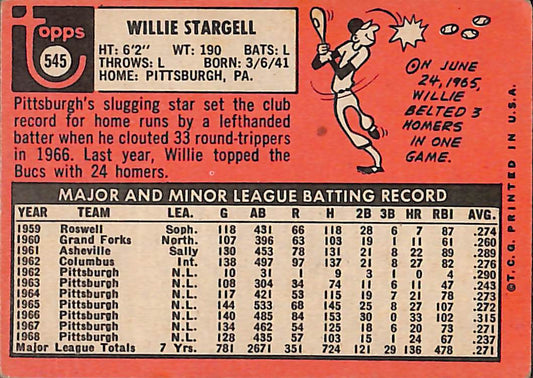 topps
545
WILLIE STARGELL
HT: 6'2" WT: 190 BATS: L
THROWS: L BORN: 3/6/41
HOME: PITTSBURGH, PA.
Pittsburgh's slugging star set the club
record for home runs by a lefthanded
batter when he clouted 33 round-trippers
in 1966. Last year, Willie topped the
Bucs with 24 homers.
ON JUNE
24, 1965,
WILLIE
BELTED 3
HOMERS
IN ONE
GAME.
MAJOR AND MINOR LEAGUE BATTING RECORD
YEAR TEAM LEA. G AB R H 2B 3B HR RBI AVG.
1959 Roswell Soph. 118 431 66 118 28 6 7 87 .274
1960 Grand Forks North. 107 396 63 103 19 1 11 61 .260
1961 Asheville Sally 130 453 78 131 21 8 22 89 .289
1962 Columbus Int. 138 497 97 137 21 8 27 82 .276
1962 Pittsburgh N.L. 10 31 1 9 3 0 0 4 .290
1963 Pittsburgh N.L. 108 304 34 74 11 6 11 47 .243
1964 Pittsburgh N.L. 117 421 53 115 19 7 21 78 .273
1965 Pittsburgh N.L. 144 533 68 145 25 8 27 107 .272
1966 Pittsburgh N.L. 140 485 84 153 30 0 33 102 .315
1967 Pittsburgh N.L. 134 462 54 125 18 6 20 73 .271
1968 Pittsburgh N.L. 128 435 57 103 15 1 24 67 .237
Major League Totals 7 Yrs. 781 2671 351 724 121 29 136 478 .271
© T.C.G. PRINTED IN U.S.A.